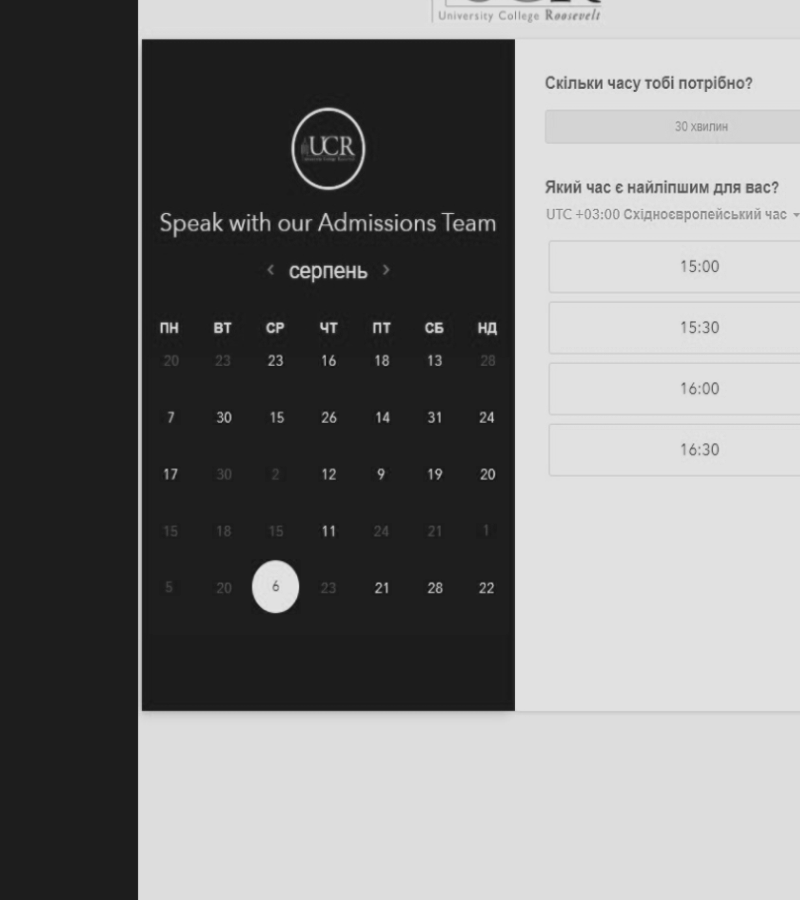 University College Roosevelt
UCR
Speak with our Admissions Team
‹ серпень ›
ПН ВТ СР ЧТ ПТ СБ НД
20 23 23 16 18 13 28
7 30 15 26 14 31 24
17 30 2 12 9 19 20
15 18 15 11 24 21 1
5 20 6 23 21 28 22
Скільки часу тобі потрібно?
30 хвилин
Який час є найліпшим для вас?
UTC +03:00 Східноєвропейський час
15:00
15:30
16:00
16:30